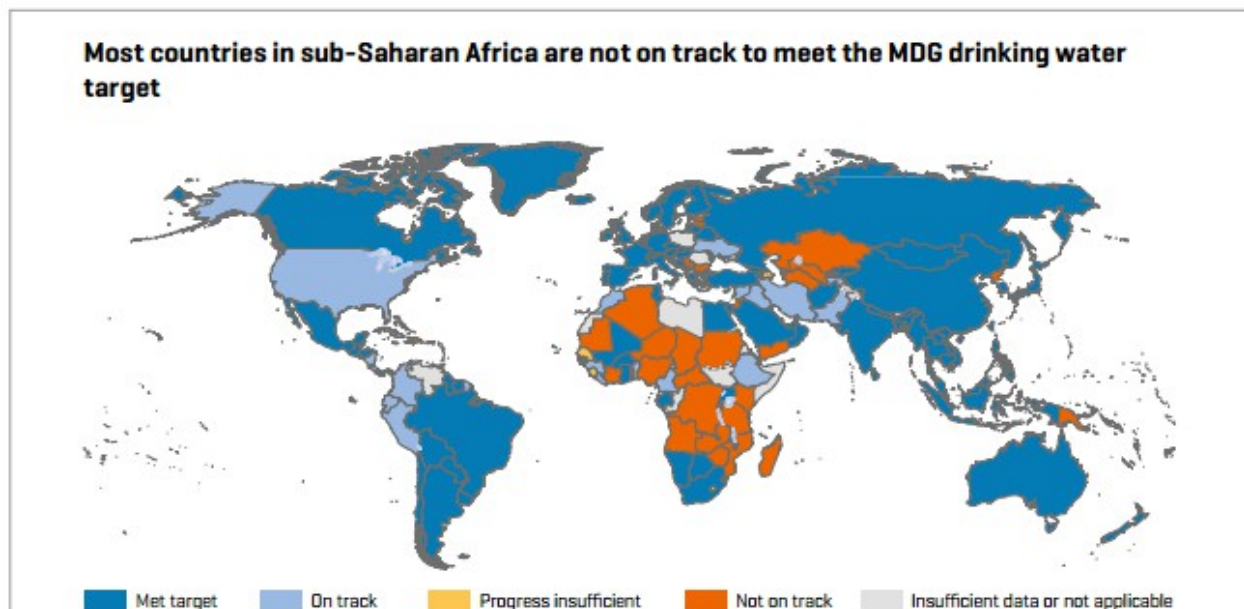 Most countries in sub-Saharan Africa are not on track to meet the MDG drinking water
target
Met target
On track
Progress insufficient
Not on track
Insufficient data or not applicable